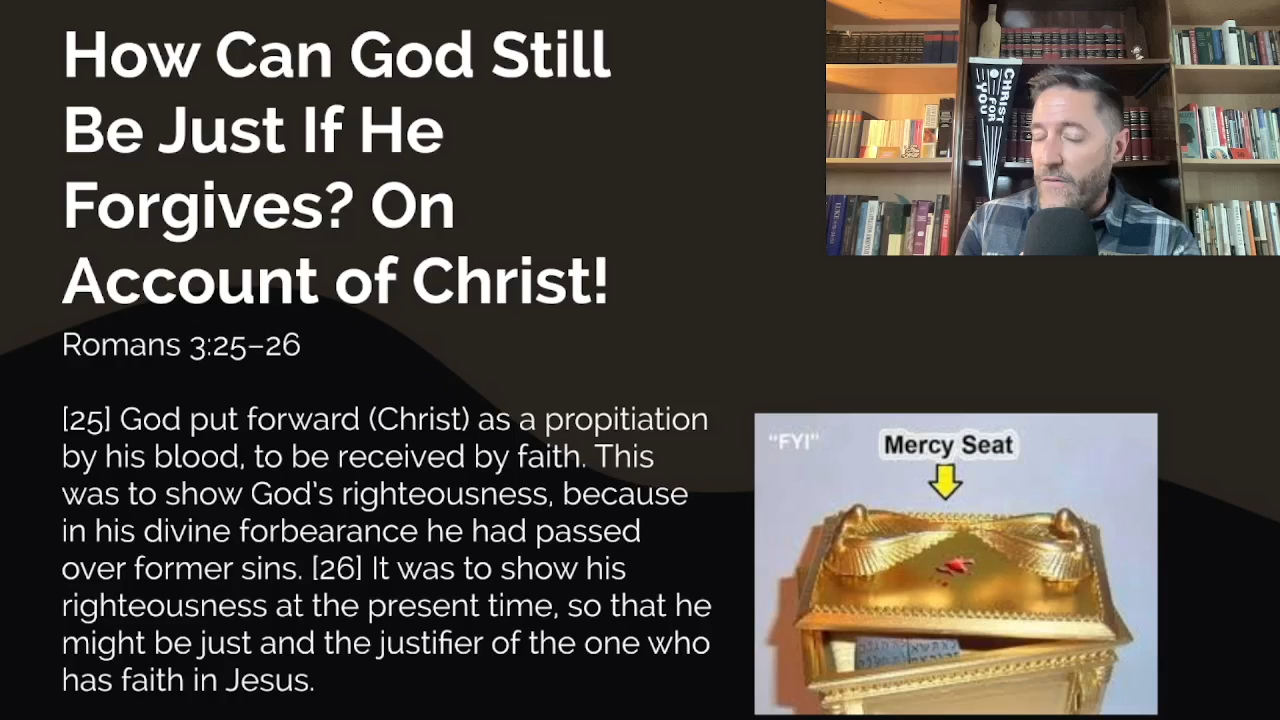 How Can God Still
Be Just If He
Forgives? On
Account of Christ!
Romans 3:25–26
[25] God put forward (Christ) as a propitiation
by his blood, to be received by faith. This
was to show God’s righteousness, because
in his divine forbearance he had passed
over former sins. [26] It was to show his
righteousness at the present time, so that he
might be just and the justifier of the one who
has faith in Jesus.
CHRIST
FOR
YOU
“FYI”
Mercy Seat